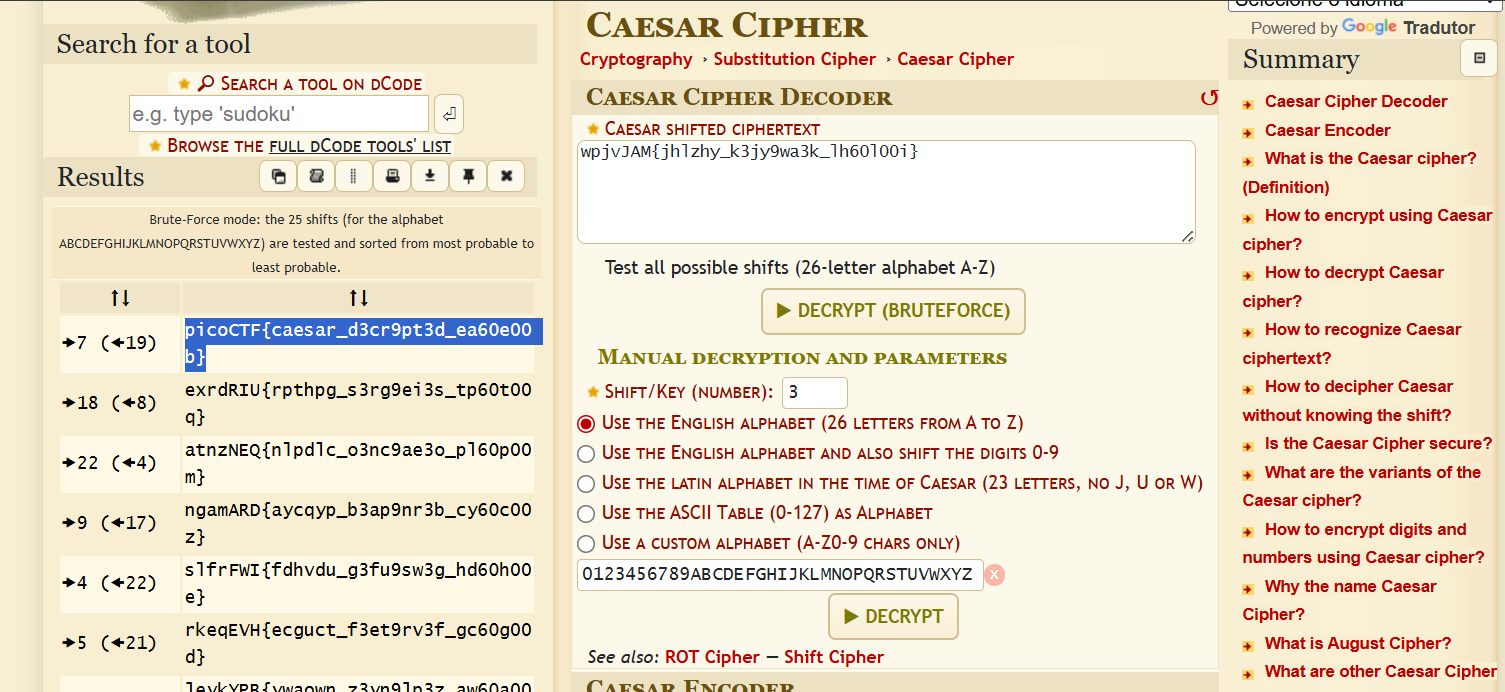 Search for a tool
Search a tool on dCode
e.g. type 'sudoku'
Browse the full dCode tools' list
Results
Brute-Force mode: the 25 shifts (for the alphabet
ABCDEFGHIJKLMNOPQRSTUVWXYZ) are tested and sorted from most probable to
least probable.
↑↓ ↑↓
➔7 (🠔19) picoCTF{caesar_d3cr9pt3d_ea60e00
b}
➔18 (🠔8) exrdRIU{rpthpg_s3rg9ei3s_tp60t00
q}
➔22 (🠔4) atnzNEQ{nlpdlc_o3nc9ae3o_pl60p00
m}
➔9 (🠔17) ngamARD{aycqyp_b3ap9nr3b_cy60c00
z}
➔4 (🠔22) slfrFWI{fdhvdu_g3fu9sw3g_hd60h00
e}
➔5 (🠔21) rkeqEVH{ecguct_f3et9rv3f_gc60g00
d}
Caesar Cipher
Cryptography › Substitution Cipher › Caesar Cipher
Caesar Cipher Decoder
Caesar shifted ciphertext
wpjvJAM{jhlzhy_k3jy9wa3k_lh60l00i}
Test all possible shifts (26-letter alphabet A-Z)
▶ DECRYPT (BRUTEFORCE)
Manual decryption and parameters
Shift/Key (number): 3
Use the English alphabet (26 letters from A to Z)
Use the English alphabet and also shift the digits 0-9
Use the latin alphabet in the time of Caesar (23 letters, no J, U or W)
Use the ASCII Table (0-127) as Alphabet
Use a custom alphabet (A-Z0-9 chars only)
0123456789ABCDEFGHIJKLMNOPQRSTUVWXYZ x
▶ DECRYPT
See also: ROT Cipher — Shift Cipher
Caesar Encoder
Selecione o idioma
Powered by Google Tradutor
Summary
Caesar Cipher Decoder
Caesar Encoder
What is the Caesar cipher?
(Definition)
How to encrypt using Caesar
cipher?
How to decrypt Caesar
cipher?
How to recognize Caesar
ciphertext?
How to decipher Caesar
without knowing the shift?
Is the Caesar Cipher secure?
What are the variants of the
Caesar cipher?
How to encrypt digits and
numbers using Caesar cipher?
Why the name Caesar
Cipher?
What is August Cipher?
What are other Caesar Cipher